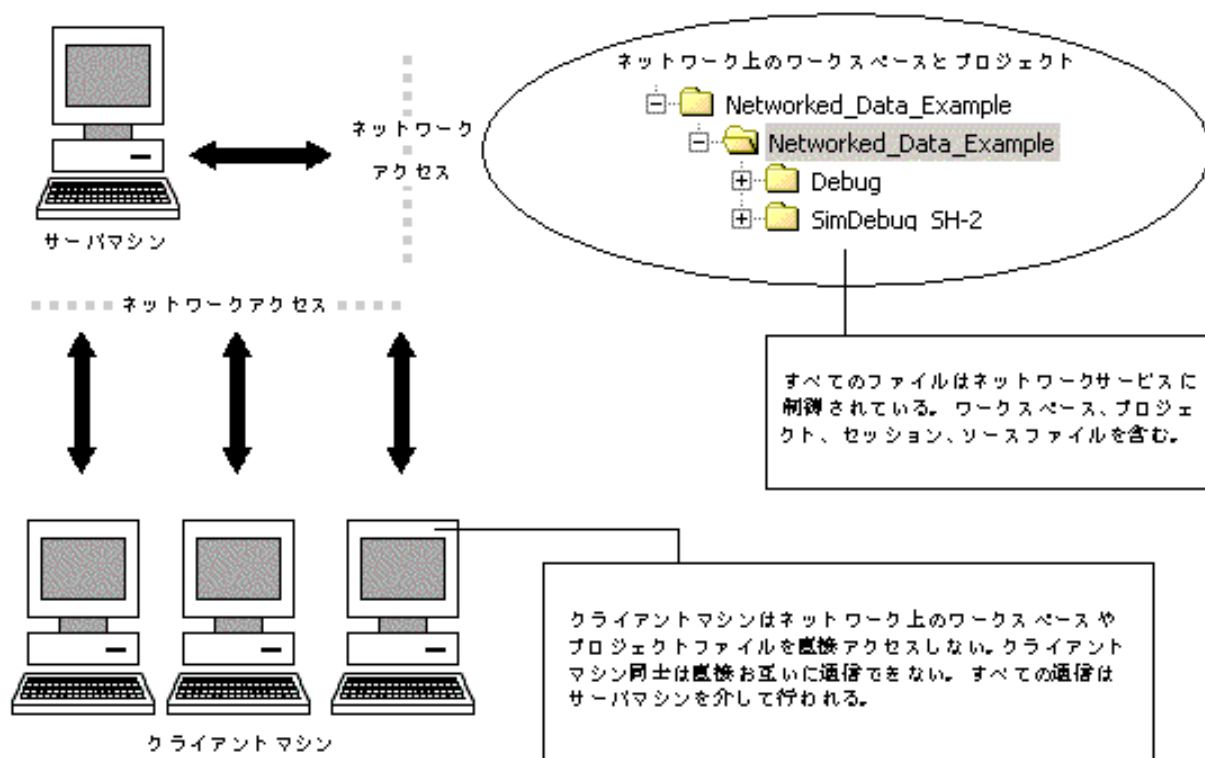 ネットワーク上のワークスペースとプロジェクト
Networked_Data_Example
Networked_Data_Example
Debug
SimDebug_SH-2
ネットワーク
アクセス
サーバマシン
ネットワークアクセス
すべてのファイルはネットワークサービスに
制御されている。ワークスペース、プロジェ
クト、セッション、ソースファイルを含む。
クライアントマシンはネットワーク上のワークスペースや
プロジェクトファイルを直接アクセスしない。クライアント
マシン同士は直接お互いに通信できない。すべての通信は
サーバマシンを介して行われる。
クライアントマシン